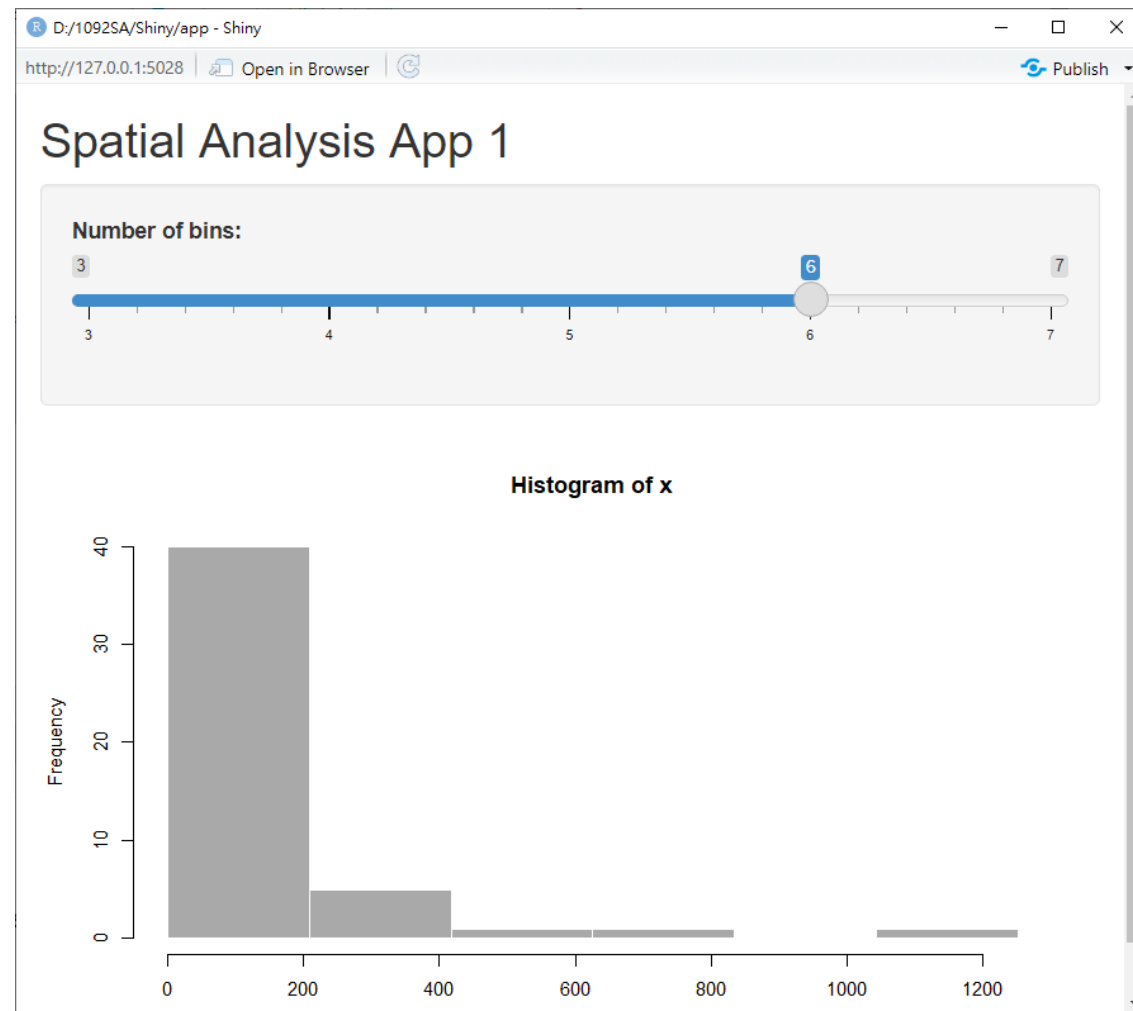 D:/1092SA/Shiny/app - Shiny
http://127.0.0.1:5028 Open in Browser Publish
Spatial Analysis App 1
Number of bins:
3 6 7
3 4 5 6 7
Histogram of x
Frequency
40
30
20
10
0
0 200 400 600 800 1000 1200